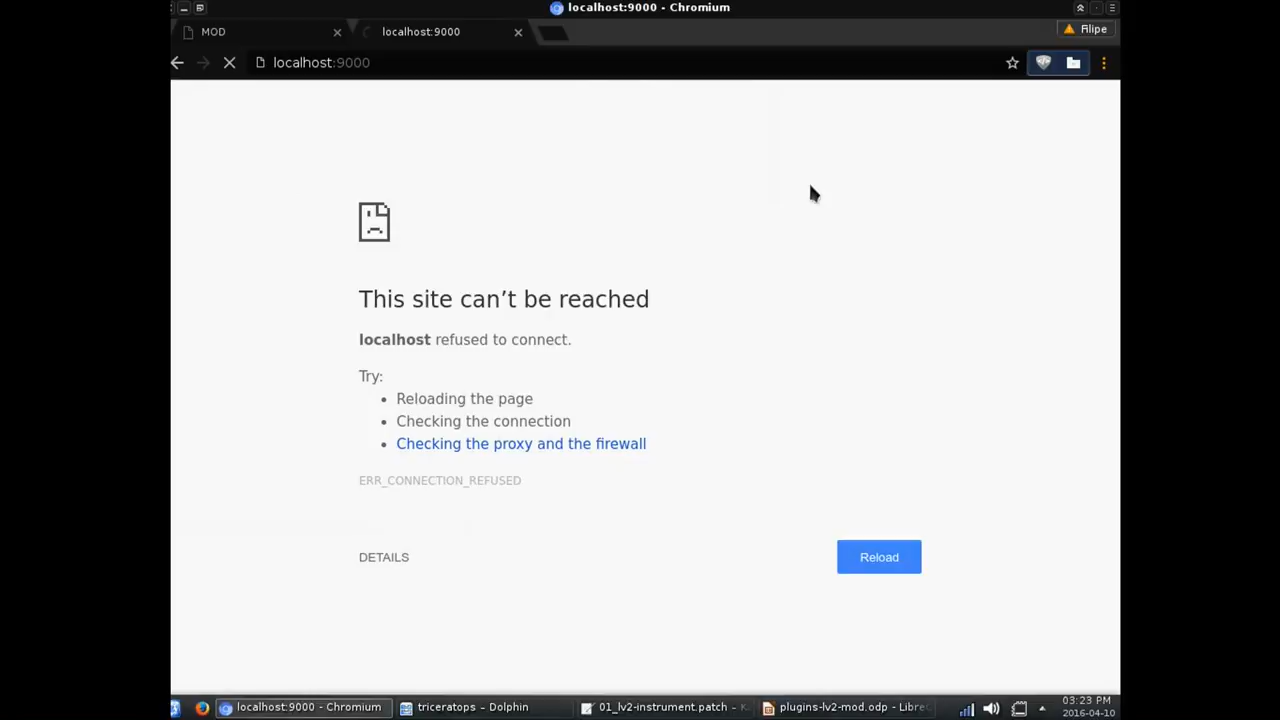 localhost:9000 - Chromium
MOD
localhost:9000
Filipe
localhost:9000
This site can’t be reached
localhost refused to connect.
Try:
Reloading the page
Checking the connection
Checking the proxy and the firewall
ERR_CONNECTION_REFUSED
DETAILS
Reload
localhost:9000 - Chromium
triceratops – Dolphin
01_lv2-instrument.patch – K
plugins-lv2-mod.odp - Libre
03:23 PM
2016-04-10